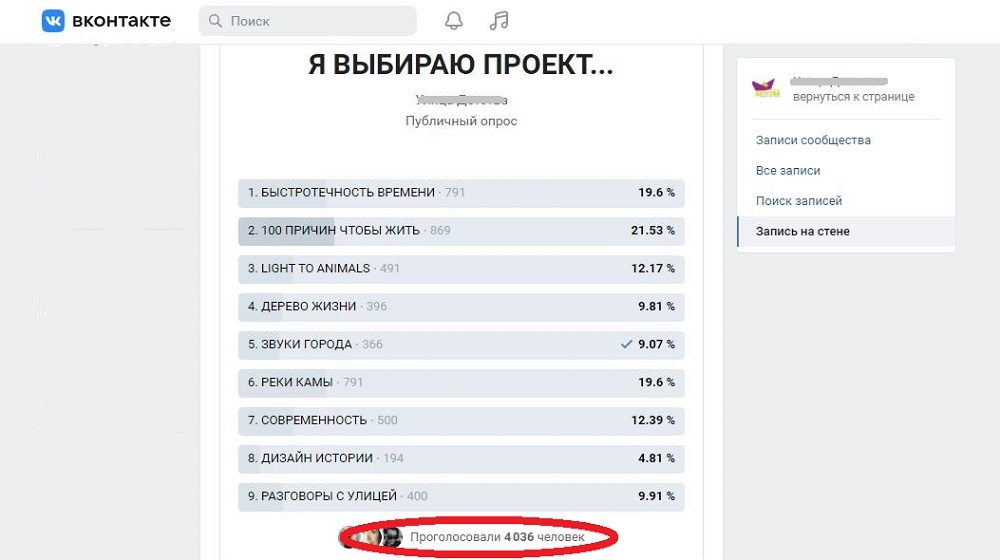 вконтакте
Поиск
Я ВЫБИРАЮ ПРОЕКТ...
Публичный опрос
1. БЫСТРОТЕЧНОСТЬ ВРЕМЕНИ · 791 19.6 %
2. 100 ПРИЧИН ЧТОБЫ ЖИТЬ · 869 21.53 %
3. LIGHT TO ANIMALS · 491 12.17 %
4. ДЕРЕВО ЖИЗНИ · 396 9.81 %
5. ЗВУКИ ГОРОДА · 366 9.07 %
6. РЕКИ КАМЫ · 791 19.6 %
7. СОВРЕМЕННОСТЬ · 500 12.39 %
8. ДИЗАЙН ИСТОРИИ · 194 4.81 %
9. РАЗГОВОРЫ С УЛИЦЕЙ · 400 9.91 %
Проголосовали 4 036 человек
вернуться к странице
Записи сообщества
Все записи
Поиск записей
Запись на стене